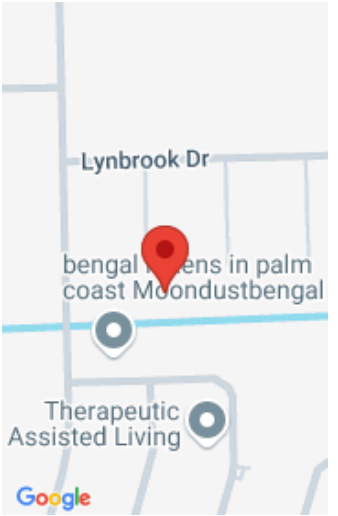 Lynbrook Dr
bengal ens in palm
coast Moondustbengal
Therapeutic
Assisted Living
Google